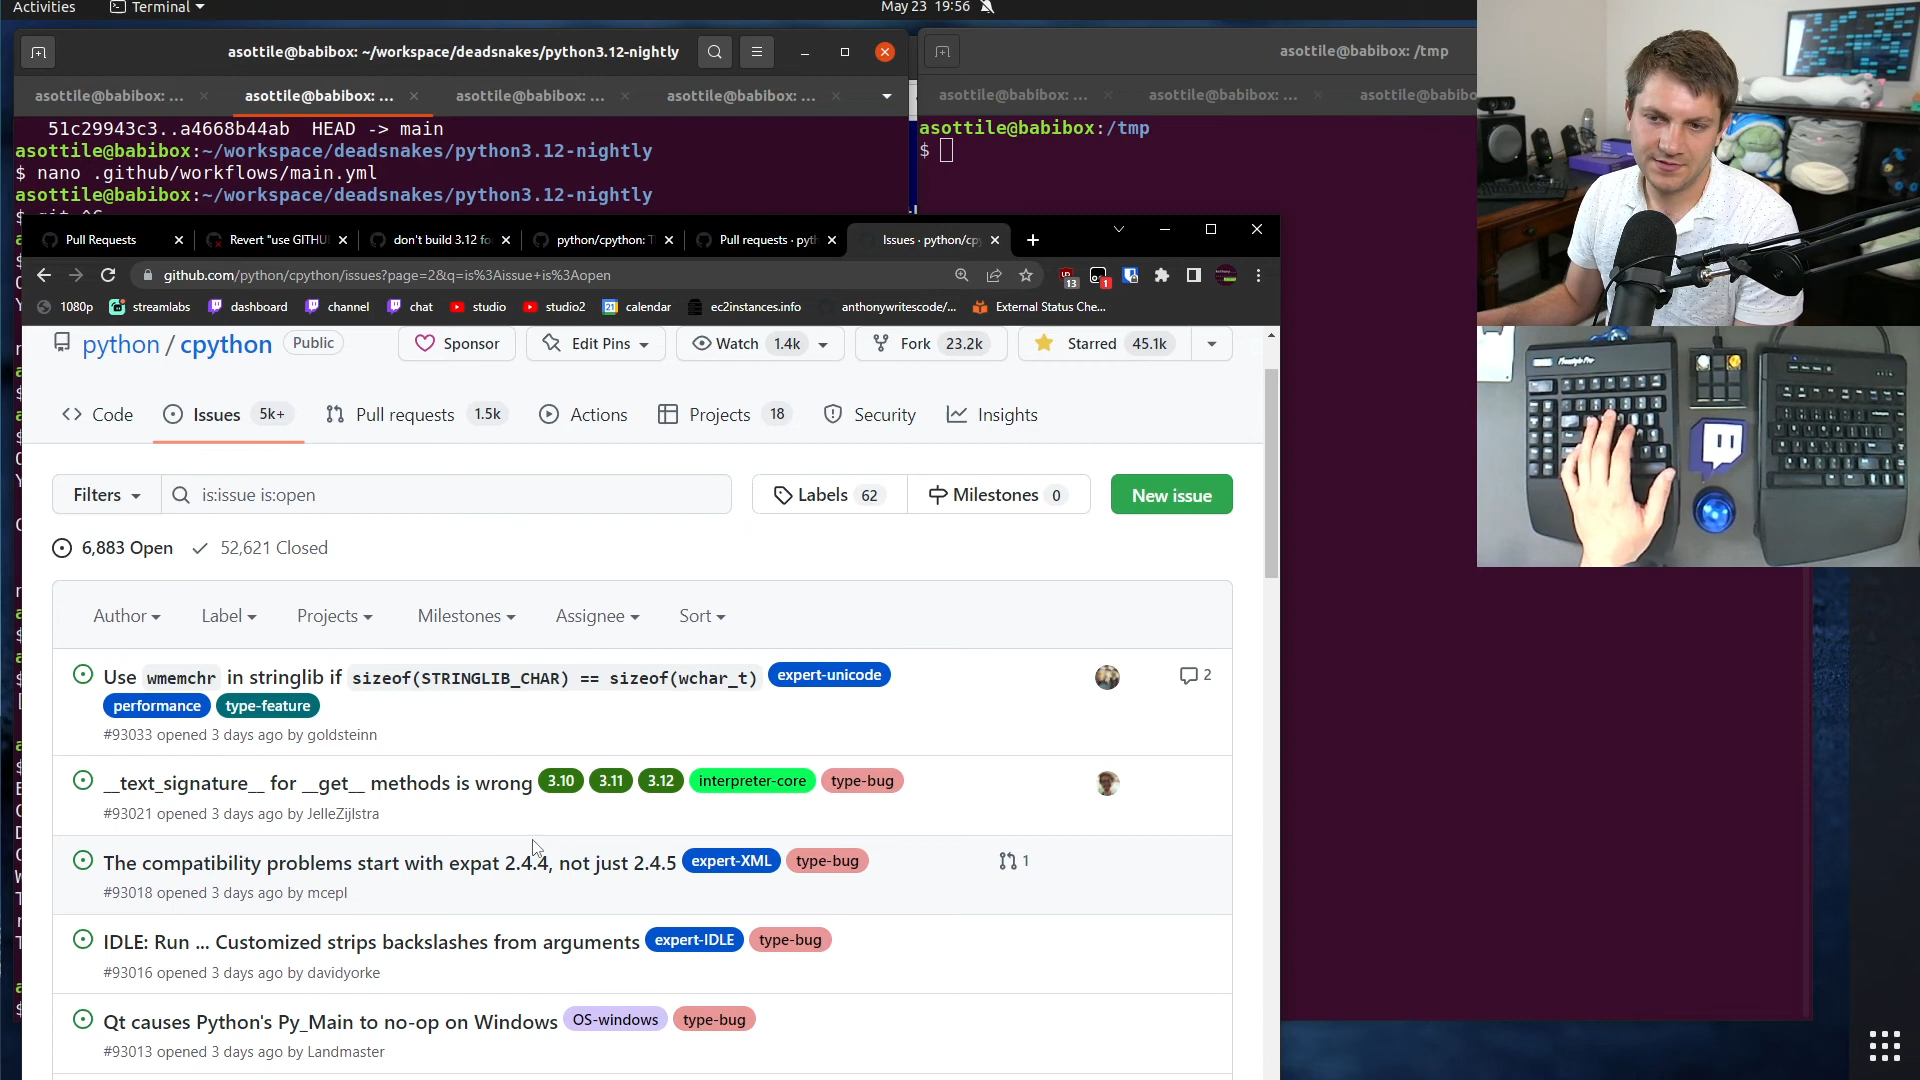 Activities
Terminal
May 23 19:56
asottile@babibox: ~/workspace/deadsnakes/python3.12-nightly
asottile@babibox: /tmp
asottile@babibox: ...
asottile@babibox: ...
asottile@babibox: ...
asottile@babibox: ...
asottile@babibox: ...
asottile@babibox: ...
asottile@babibo
51c29943c3..a4668b44ab HEAD -> main
asottile@babibox:~/workspace/deadsnakes/python3.12-nightly
$ nano .github/workflows/main.yml
asottile@babibox:~/workspace/deadsnakes/python3.12-nightly
$ git ^C
asottile@babibox:/tmp
$
Pull Requests
Revert "use GITHU
don't build 3.12 fo
python/cpython: T
Pull requests · pyth
Issues · python/cp
github.com/python/cpython/issues?page=2&q=is%3Aissue+is%3Aopen
13
1
1080p
streamlabs
dashboard
channel
chat
studio
studio2
21
calendar
ec2instances.info
anthonywritescode/...
External Status Che...
python / cpython
Public
Sponsor
Edit Pins
Watch 1.4k
Fork 23.2k
Starred 45.1k
Code
Issues 5k+
Pull requests 1.5k
Actions
Projects 18
Security
Insights
Filters
is:issue is:open
Labels 62
Milestones 0
New issue
6,883 Open
52,621 Closed
Author
Label
Projects
Milestones
Assignee
Sort
Use wmemchr in stringlib if sizeof(STRINGLIB_CHAR) == sizeof(wchar_t) expert-unicode
performance type-feature
2
#93033 opened 3 days ago by goldsteinn
__text_signature__ for __get__ methods is wrong 3.10 3.11 3.12 interpreter-core type-bug
#93021 opened 3 days ago by JelleZijlstra
The compatibility problems start with expat 2.4.4, not just 2.4.5 expert-XML type-bug
1
#93018 opened 3 days ago by mcepl
IDLE: Run ... Customized strips backslashes from arguments expert-IDLE type-bug
#93016 opened 3 days ago by davidyorke
Qt causes Python's Py_Main to no-op on Windows OS-windows type-bug
#93013 opened 3 days ago by Landmaster